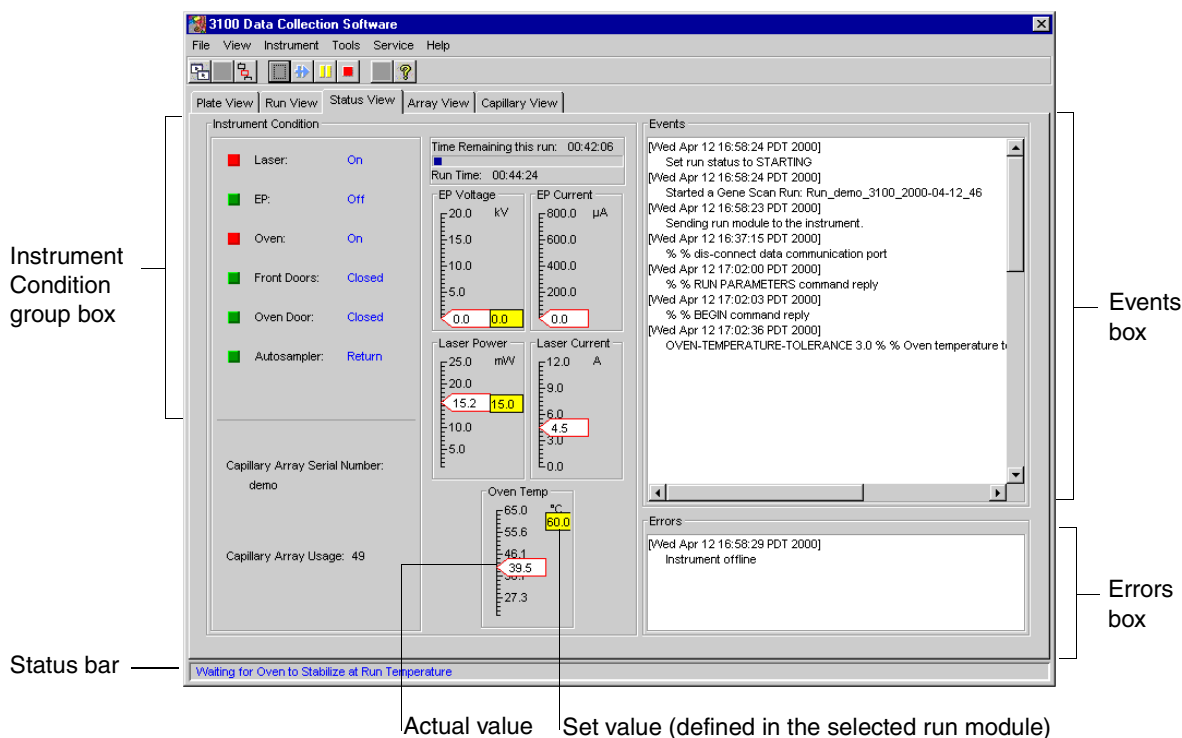 3100 Data Collection Software
File View Instrument Tools Service Help
Plate View Run View Status View Array View Capillary View
Instrument Condition
Laser: On
EP: Off
Oven: On
Front Doors: Closed
Oven Door: Closed
Autosampler: Return
Capillary Array Serial Number:
demo
Capillary Array Usage: 49
Time Remaining this run: 00:42:06
Run Time: 00:44:24
EP Voltage
20.0 kV
15.0
10.0
5.0
0.0 0.0
EP Current
800.0 µA
600.0
400.0
200.0
0.0
Laser Power
25.0 mW
20.0
15.2 15.0
10.0
5.0
Laser Current
12.0 A
9.0
6.0
4.5
3.0
0.0
Oven Temp
65.0 °C
60.0
55.6
46.1
39.5
27.3
Events
[Wed Apr 12 16:58:24 PDT 2000]
Set run status to STARTING
[Wed Apr 12 16:58:24 PDT 2000]
Started a Gene Scan Run: Run_demo_3100_2000-04-12_46
[Wed Apr 12 16:58:23 PDT 2000]
Sending run module to the instrument.
[Wed Apr 12 16:37:15 PDT 2000]
% % dis-connect data communication port
[Wed Apr 12 17:02:00 PDT 2000]
% % RUN PARAMETERS command reply
[Wed Apr 12 17:02:03 PDT 2000]
% % BEGIN command reply
[Wed Apr 12 17:02:36 PDT 2000]
OVEN-TEMPERATURE-TOLERANCE 3.0 % % Oven temperature t
Errors
[Wed Apr 12 16:58:29 PDT 2000]
Instrument offline
Waiting for Oven to Stabilize at Run Temperature
Instrument
Condition
group box
Events
box
Errors
box
Status bar
Actual value
Set value (defined in the selected run module)